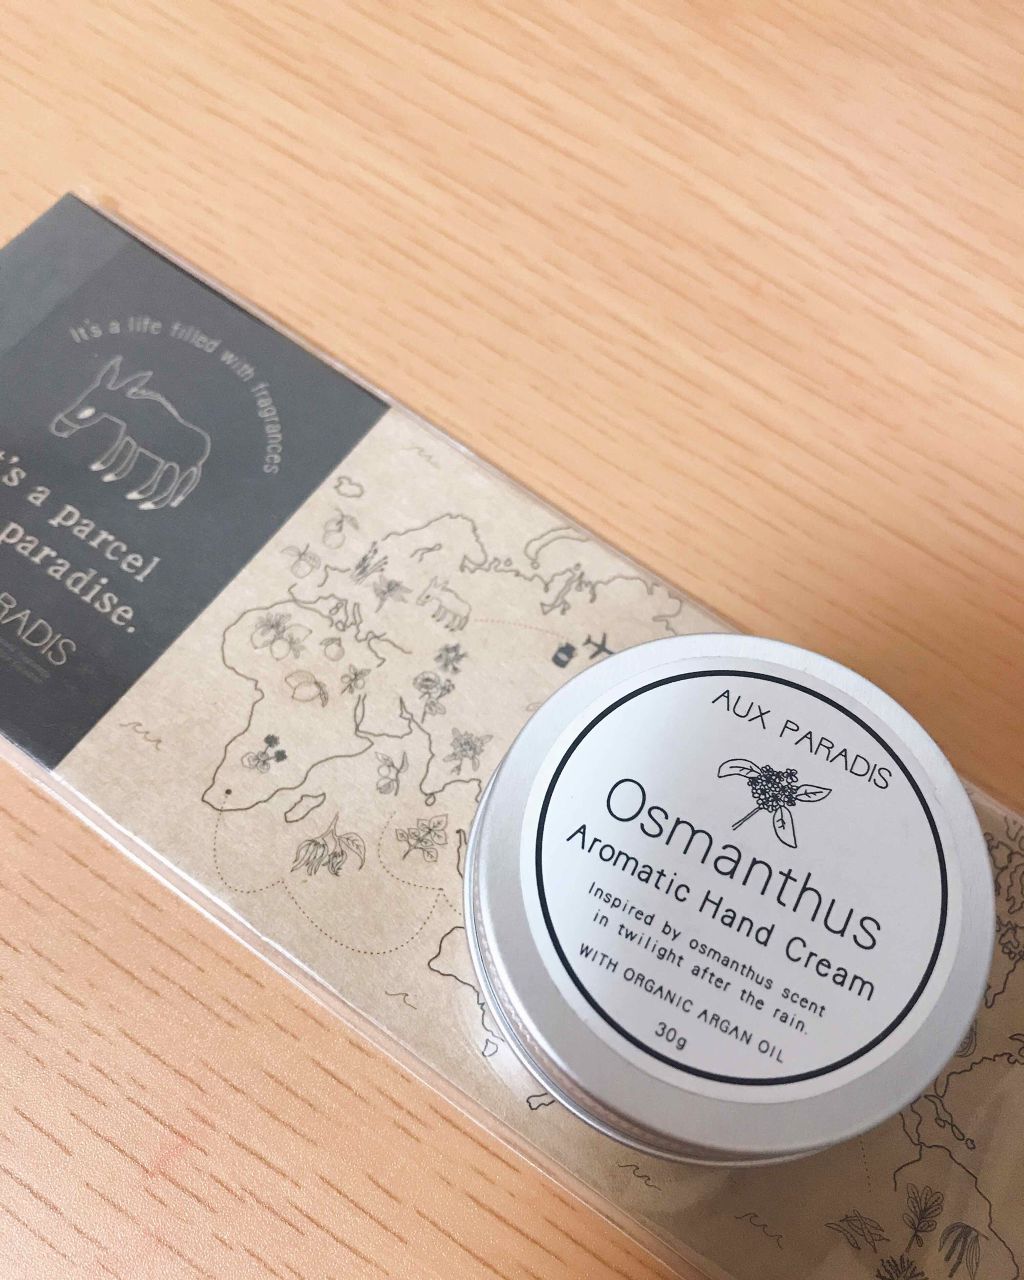 It's a life filled with fragrances
t's a parcel
paradise.
RADIS
AUX PARADIS
Osmanthus
Aromatic Hand Cream
Inspired by osmanthus scent
in twilight after the rain.
WITH ORGANIC ARGAN OIL
30g